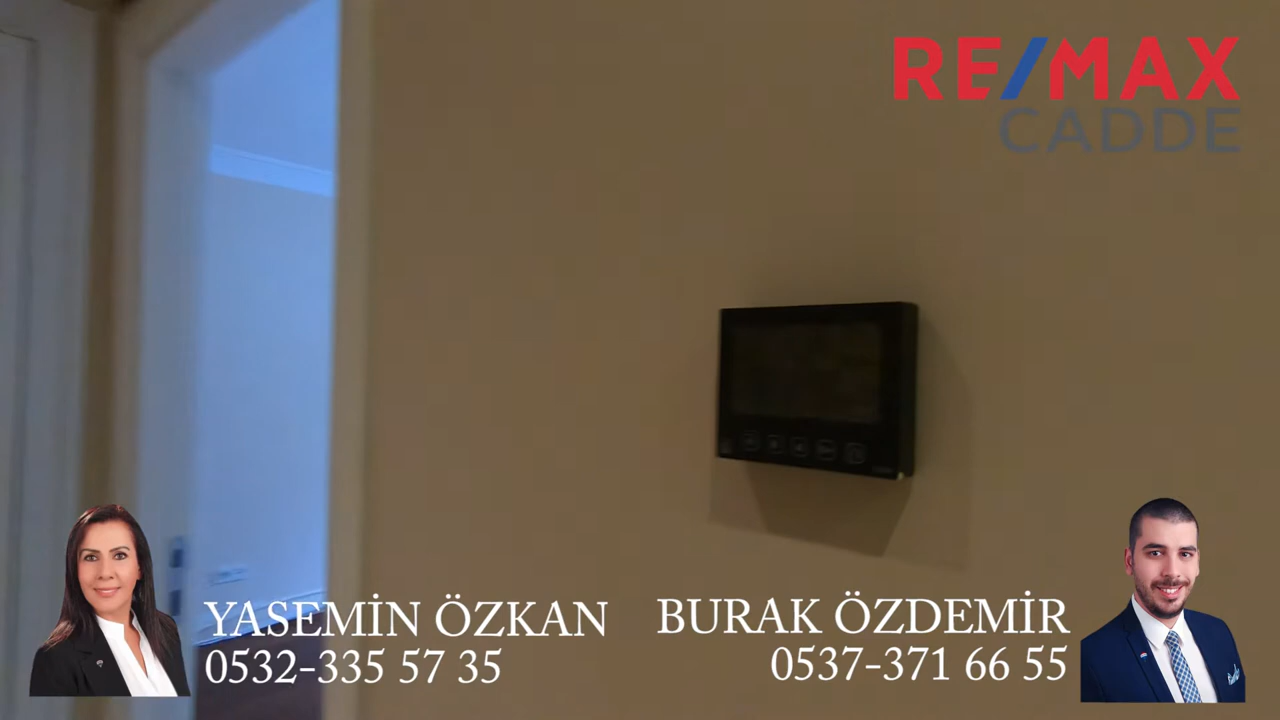 RE/MAX
CADDE
YASEMİN ÖZKAN
0532-335 57 35
BURAK ÖZDEMİR
0537-371 66 55